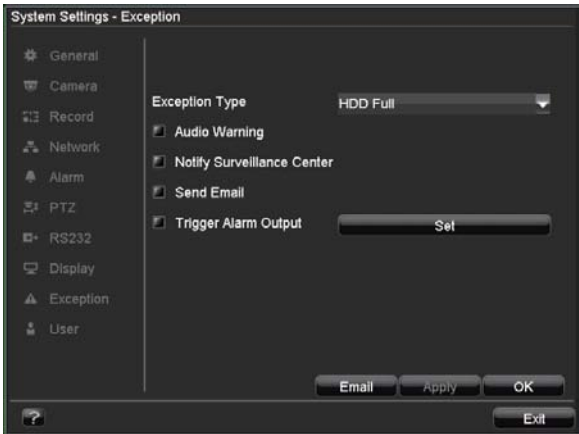 System Settings - Exception
General
Camera
Record
Network
Alarm
PTZ
RS232
Display
Exception
User
Exception Type HDD Full
Audio Warning
Notify Surveillance Center
Send Email
Trigger Alarm Output Set
Email Apply OK
? Exit